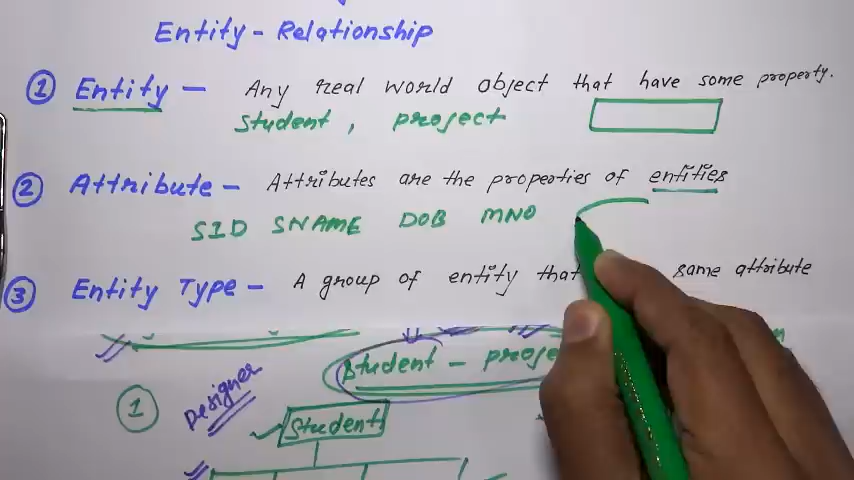 Entity - Relationship
① Entity - Any real world object that have some property.
Student, project
② Attribute - Attributes are the properties of entities
SID SNAME DOB MNO
③ Entity Type - A group of entity that same attribute
Student - proje
① Designer
Student